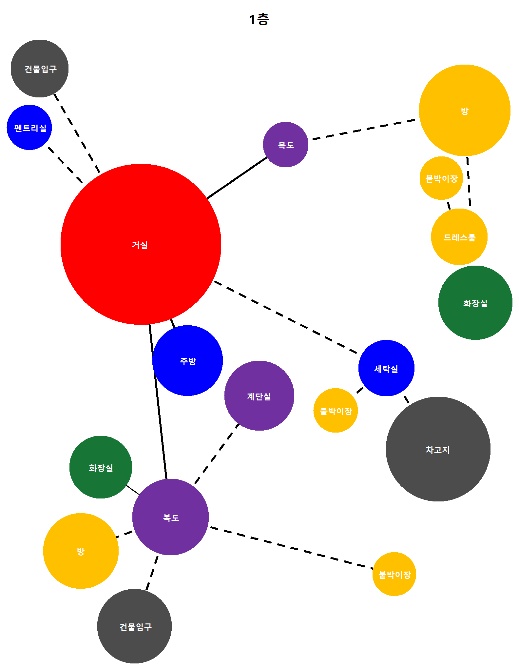 1층
건물입구
펜트리실
복도
방
붙박이장
드레스룸
거실
화장실
주방
세탁실
계단실
붙박이장
차고지
화장실
복도
방
붙박이장
건물입구